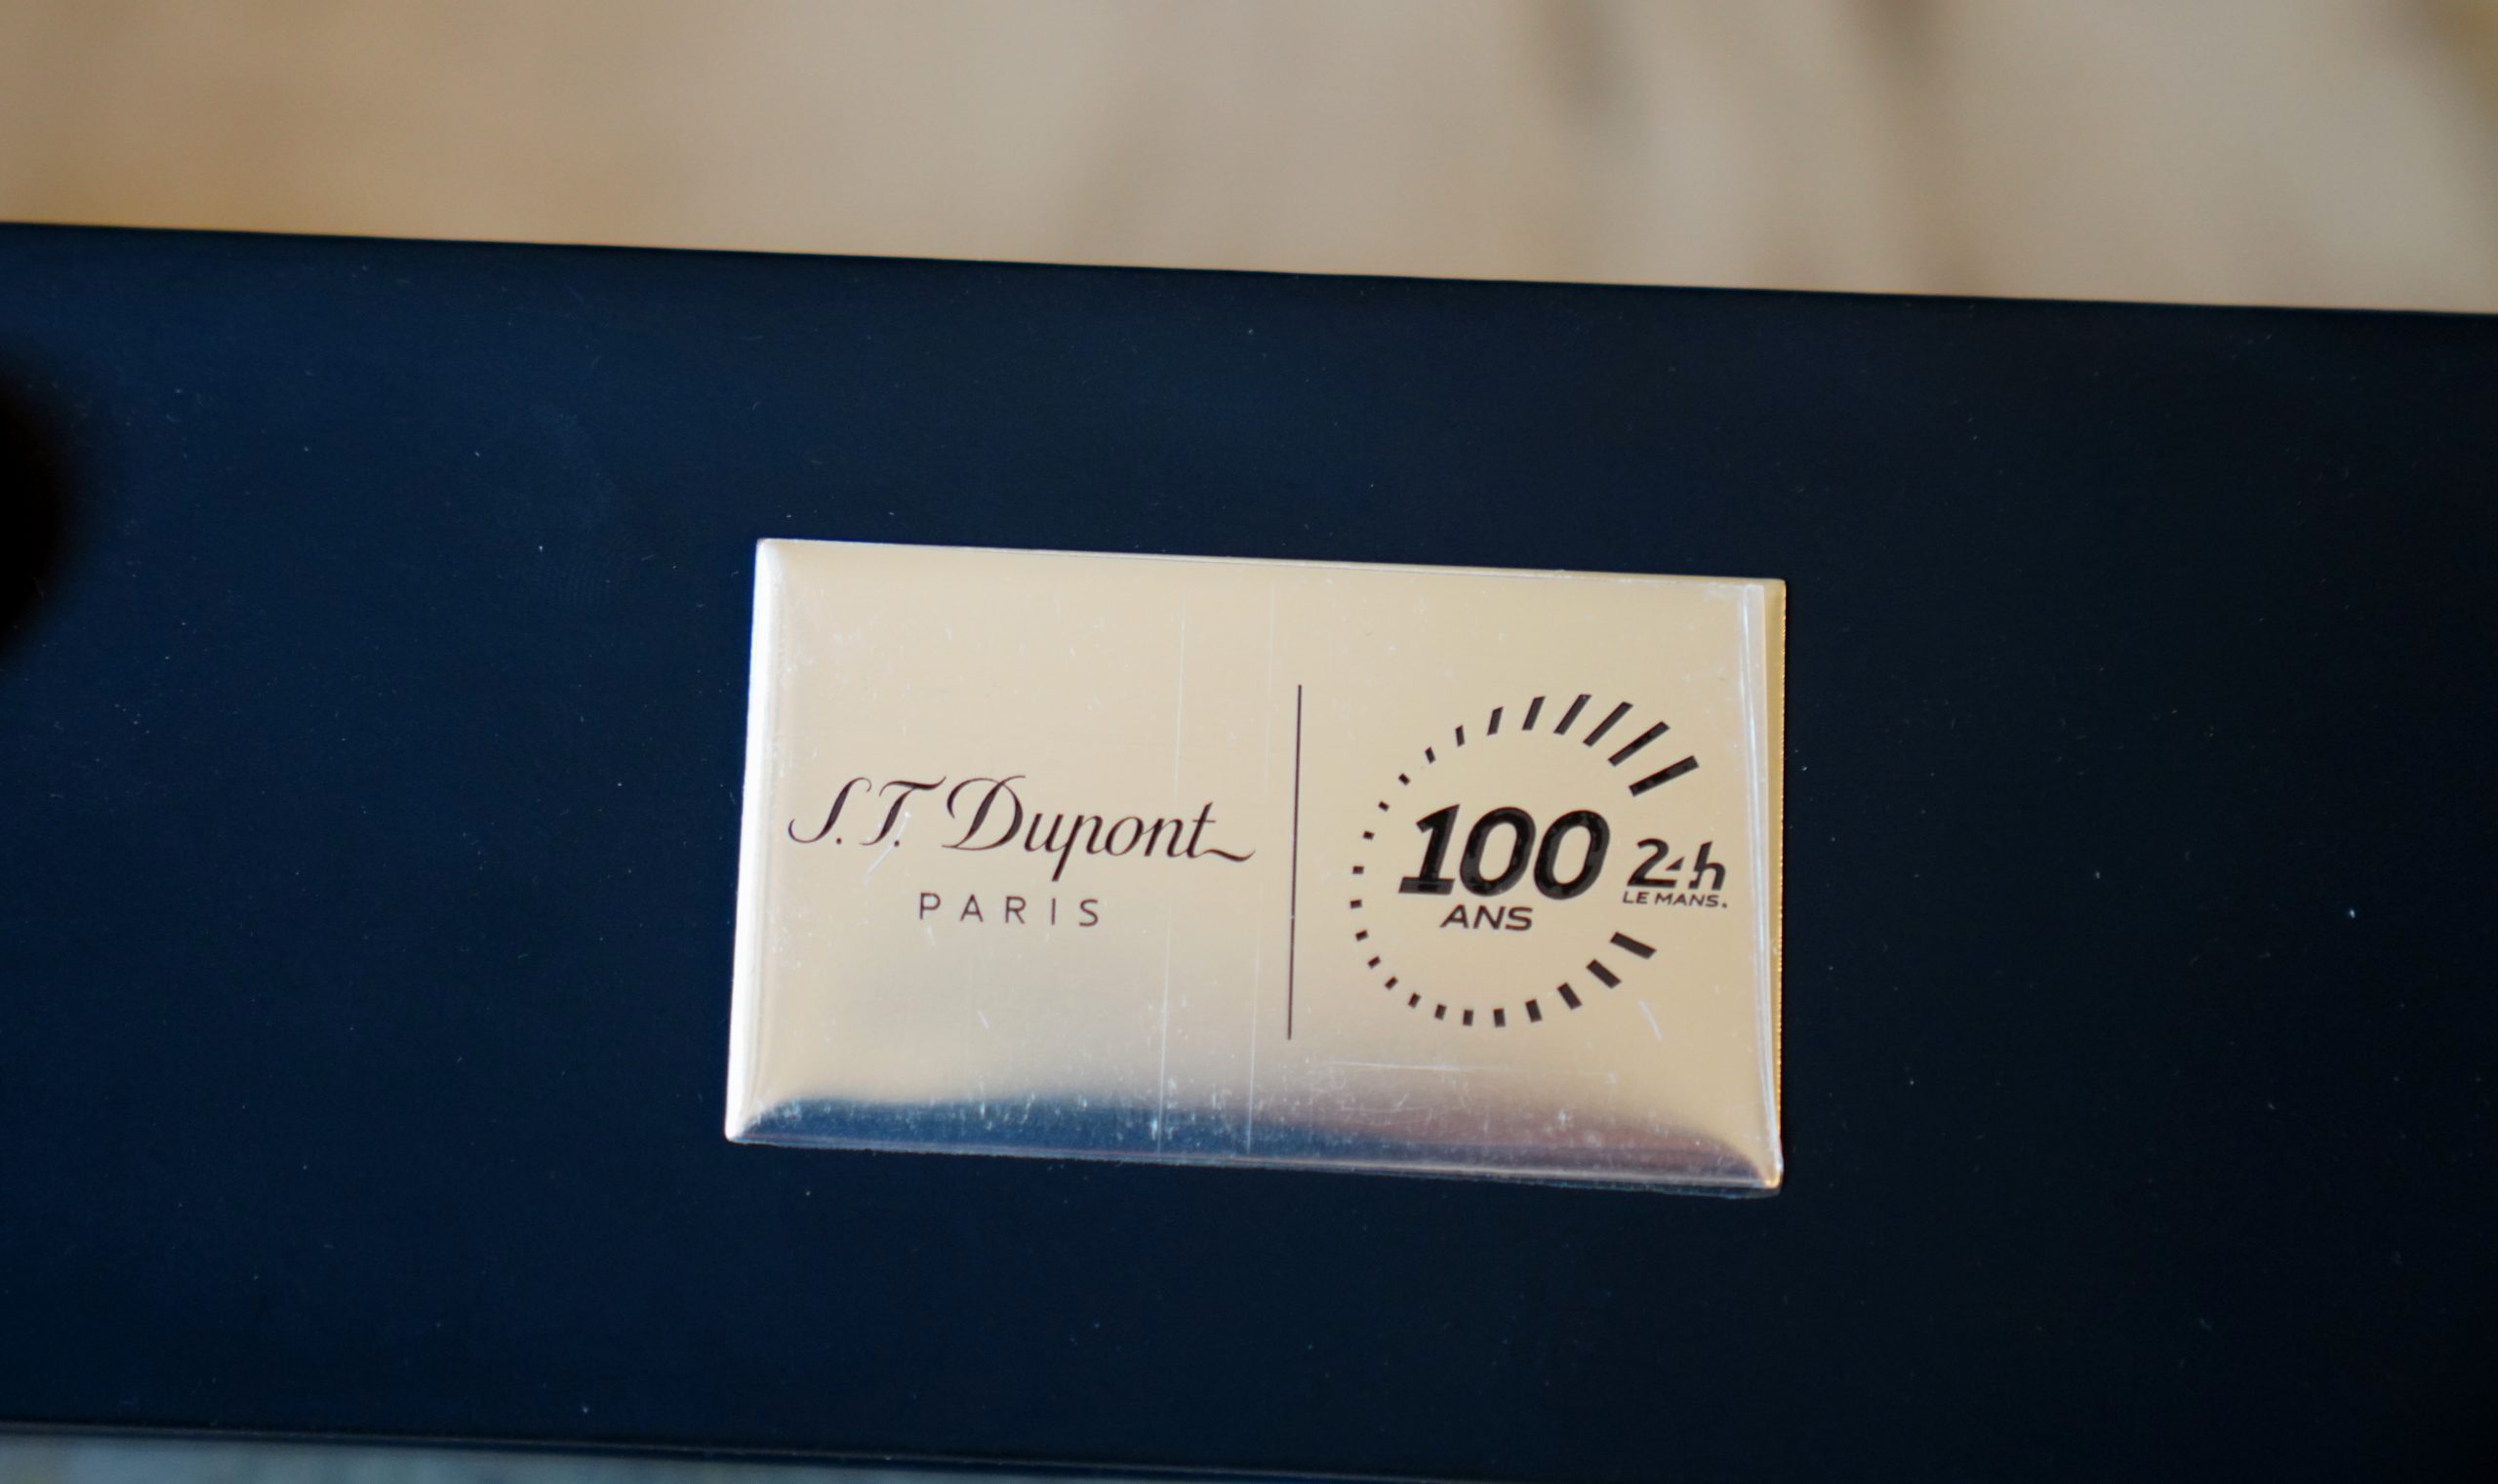 S.T. Dupont
PARIS
100
ANS
24h
LE MANS.